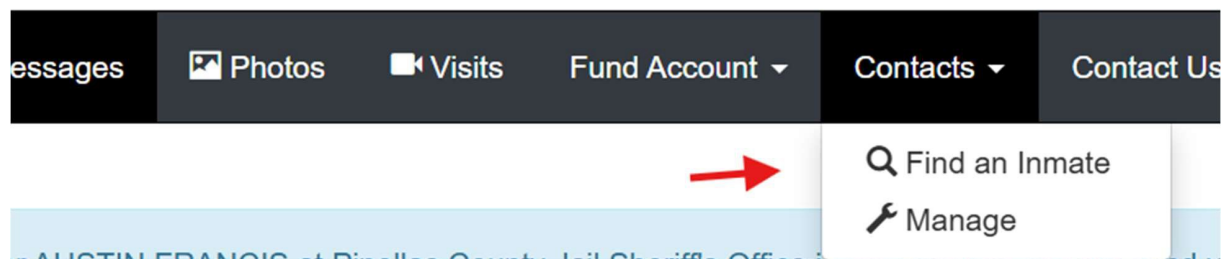 essages Photos Visits Fund Account Contacts Contact Us
Find an Inmate
Manage
AUSTIN FRANCIS at Pinellas County Jail Sheriff's Office